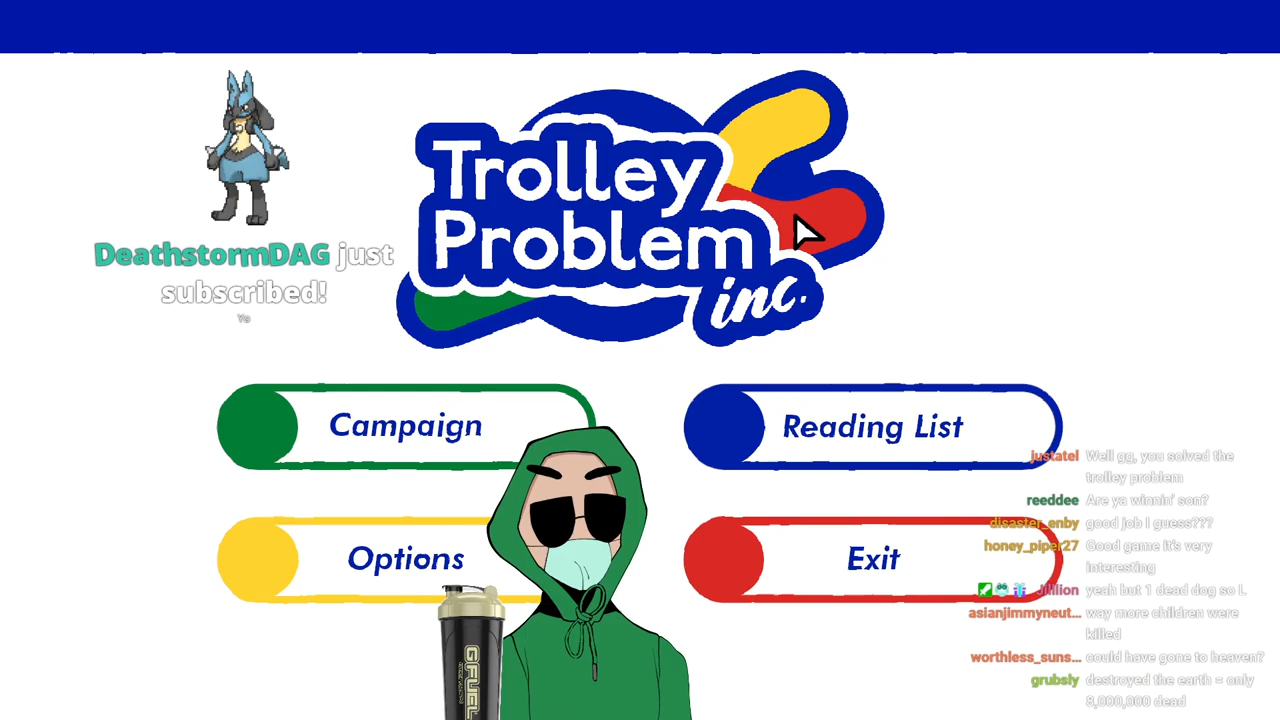 Trolley
Problem
inc.
DeathstormDAG just
subscribed!
Yo
Campaign
Reading List
Options
Exit
GFUEL
justatel Well gg, you solved the
trolley problem
reeddee Are ya winnin' son?
disaster_enby good job I guess???
honey_piper27 Good game it's very
interesting
Jillion yeah but 1 dead dog so L
asianjimmyneut... way more children were
killed
worthless_suns... could have gone to heaven?
grubsly destroyed the earth = only
8,000,000 dead